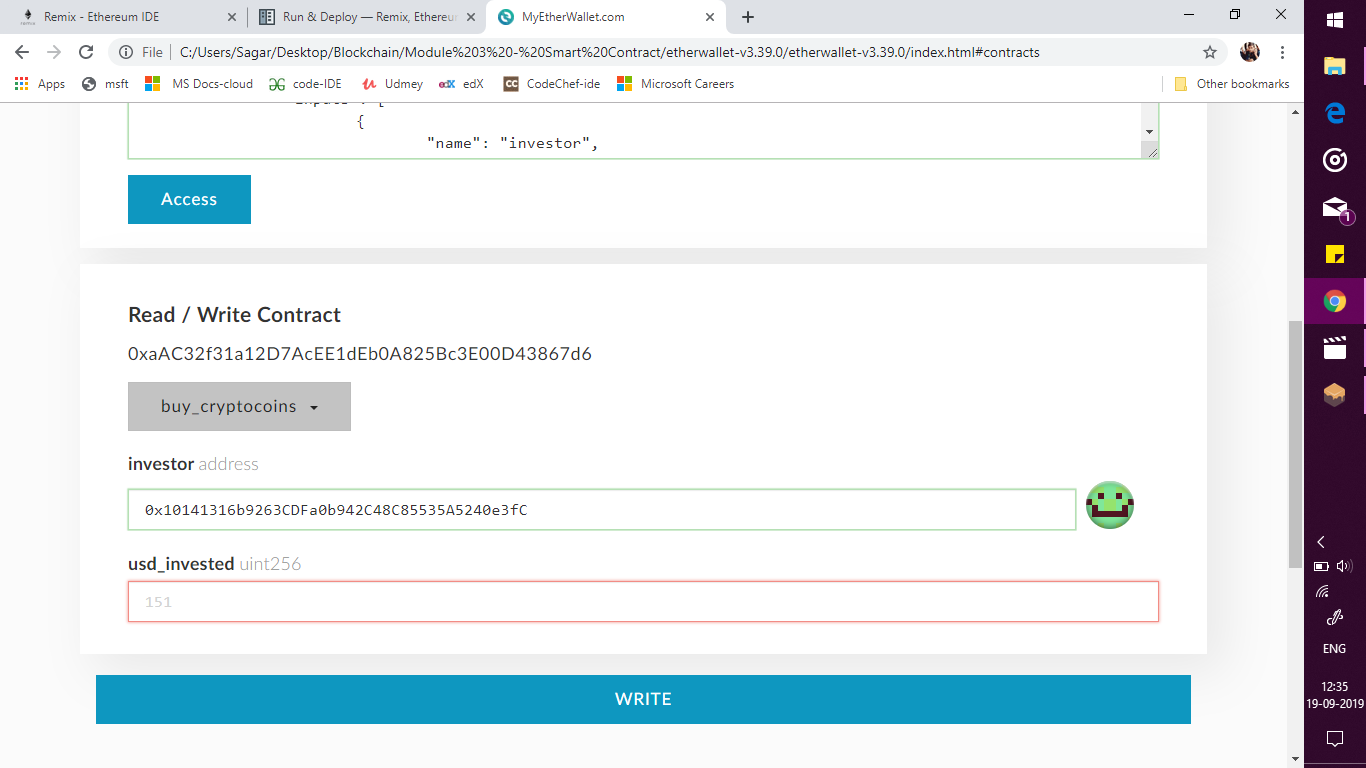 Remix - Ethereum IDE
Run & Deploy — Remix, Ethereu
MyEtherWallet.com
File
C:/Users/Sagar/Desktop/Blockchain/Module%203%20-%20Smart%20Contract/etherwallet-v3.39.0/etherwallet-v3.39.0/index.html#contracts
Apps
msft
MS Docs-cloud
code-IDE
Udmey
edX
CodeChef-ide
Microsoft Careers
Other bookmarks
{
"name": "investor",
Access
Read / Write Contract
0xaAC32f31a12D7AcEE1dEb0A825Bc3E00D43867d6
buy_cryptocoins
investor address
0x10141316b9263CDFa0b942C48C85535A5240e3fC
usd_invested uint256
151
WRITE
1
ENG
12:35
19-09-2019